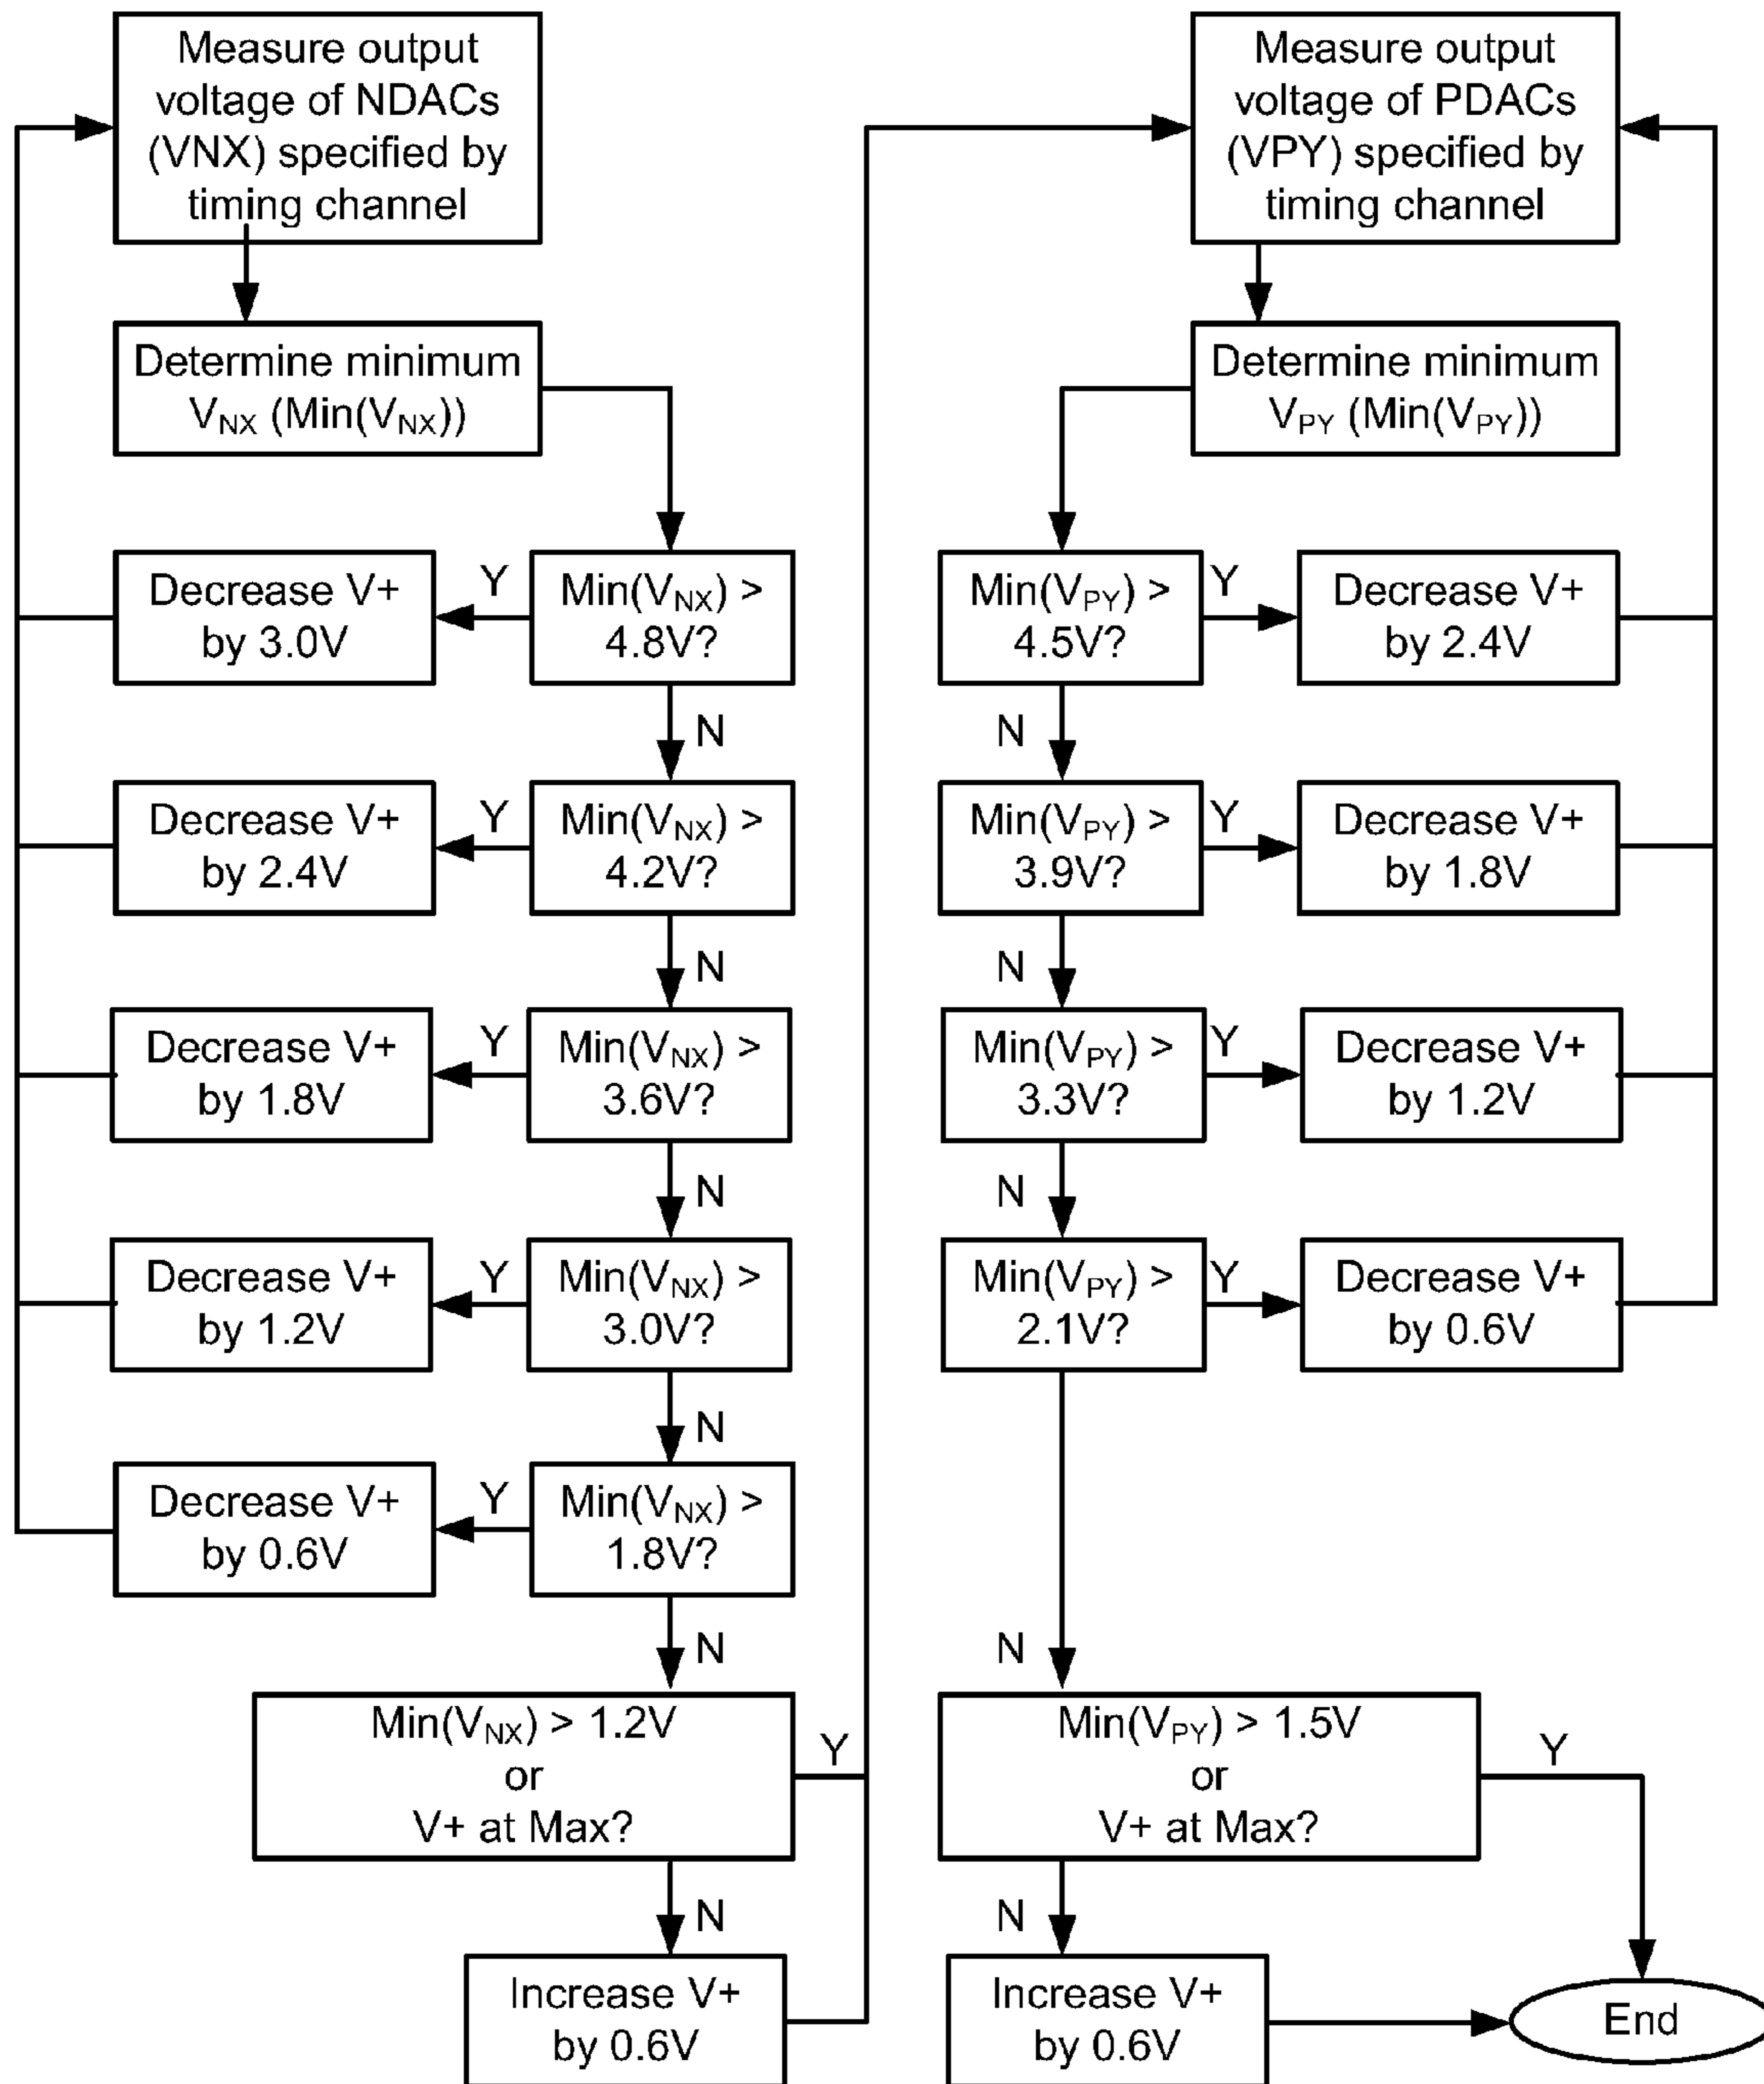 Measure output
voltage of NDACs
(VNX) specified by
timing channel
Determine minimum
VNX (Min(VNX))
Min(VNX) >
4.8V?
Y
Decrease V+
by 3.0V
N
Min(VNX) >
4.2V?
Y
Decrease V+
by 2.4V
N
Min(VNX) >
3.6V?
Y
Decrease V+
by 1.8V
N
Min(VNX) >
3.0V?
Y
Decrease V+
by 1.2V
N
Min(VNX) >
1.8V?
Y
Decrease V+
by 0.6V
N
Min(VNX) > 1.2V
or
V+ at Max?
Y
N
Increase V+
by 0.6V
Measure output
voltage of PDACs
(VPY) specified by
timing channel
Determine minimum
VPY (Min(VPY))
Min(VPY) >
4.5V?
Y
Decrease V+
by 2.4V
N
Min(VPY) >
3.9V?
Y
Decrease V+
by 1.8V
N
Min(VPY) >
3.3V?
Y
Decrease V+
by 1.2V
N
Min(VPY) >
2.1V?
Y
Decrease V+
by 0.6V
N
Min(VPY) > 1.5V
or
V+ at Max?
Y
N
Increase V+
by 0.6V
End